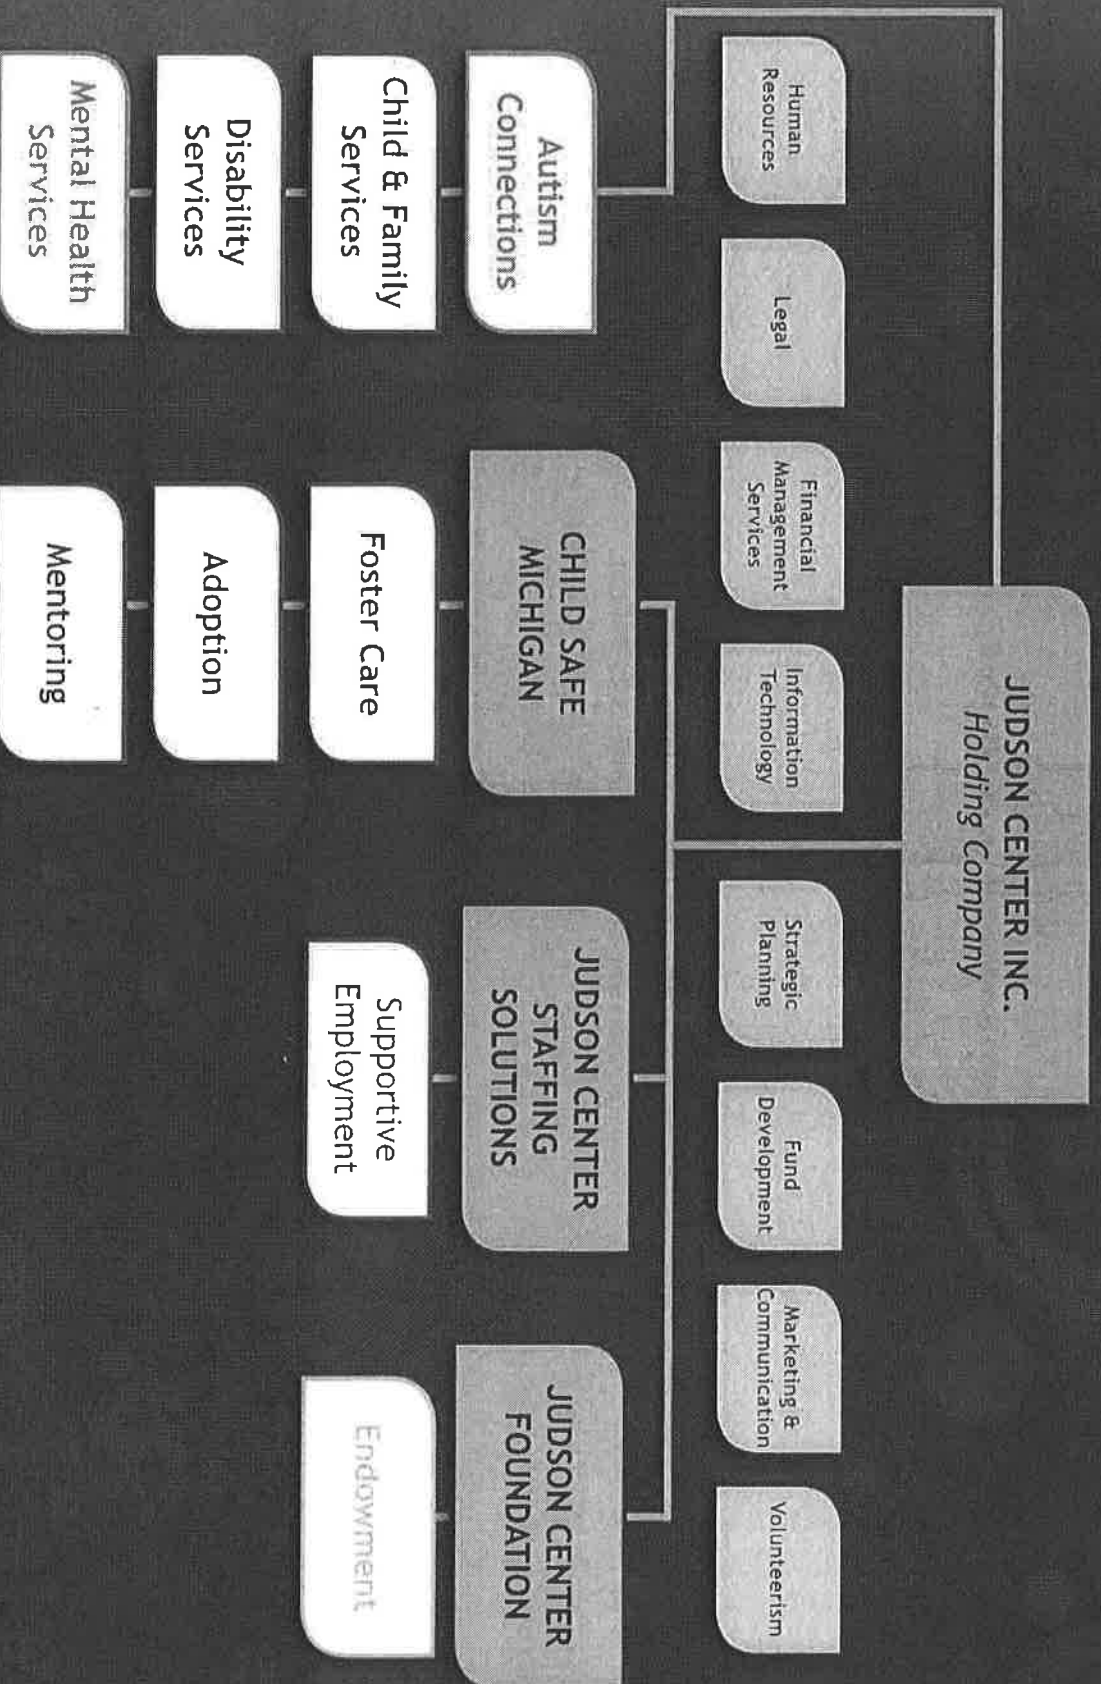 JUDSON CENTER INC.
Holding Company
Human
Resources
Legal
Financial
Management
Services
Information
Technology
Strategic
Planning
Fund
Development
Marketing &
Communication
Volunteerism
Autism
Connections
Child & Family
Services
Disability
Services
Mental Health
Services
CHILD SAFE
MICHIGAN
Foster Care
Adoption
Mentoring
JUDSON CENTER
STAFFING
SOLUTIONS
Supportive
Employment
JUDSON CENTER
FOUNDATION
Endowment